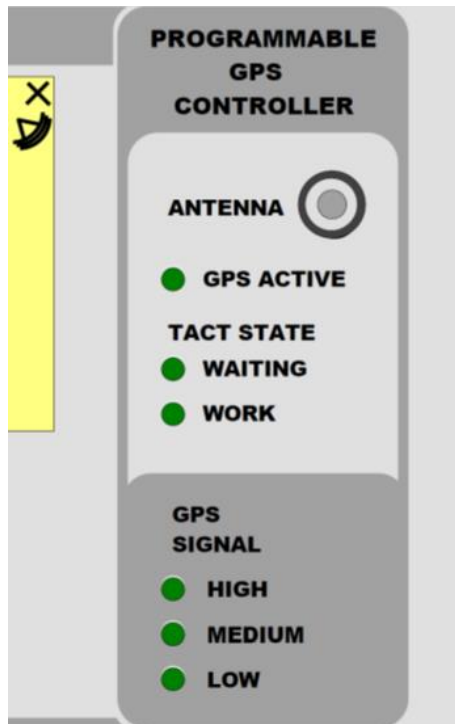 PROGRAMMABLE
GPS
CONTROLLER
ANTENNA
GPS ACTIVE
TACT STATE
WAITING
WORK
GPS
SIGNAL
HIGH
MEDIUM
LOW